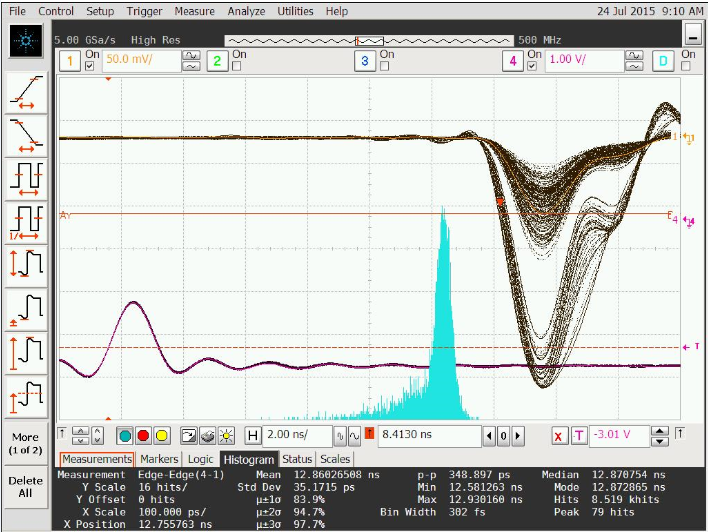 File Control Setup Trigger Measure Analyze Utilities Help 24 Jul 2015 9:10 AM
5.00 GSa/s High Res 500 MHz
1 On 50.0 mV/ 2 On 3 On 4 On 1.00 V/ D On
1
Ay 4
T
More
(1 of 2)
Delete
All
H 2.00 ns/ T 8.4130 ns 0 X T -3.01 V
Measurements Markers Logic Histogram Status Scales
Measurement Edge-Edge(4-1) Mean 12.86026508 ns p-p 348.897 ps Median 12.870754 ns
Y Scale 16 hits/ Std Dev 35.1715 ps Min 12.581263 ns Mode 12.872865 ns
Y Offset 0 hits μ±1σ 83.9% Max 12.930160 ns Hits 8.519 khits
X Scale 100.000 ps/ μ±2σ 94.7% Bin Width 302 fs Peak 79 hits
X Position 12.755763 ns μ±3σ 97.7%